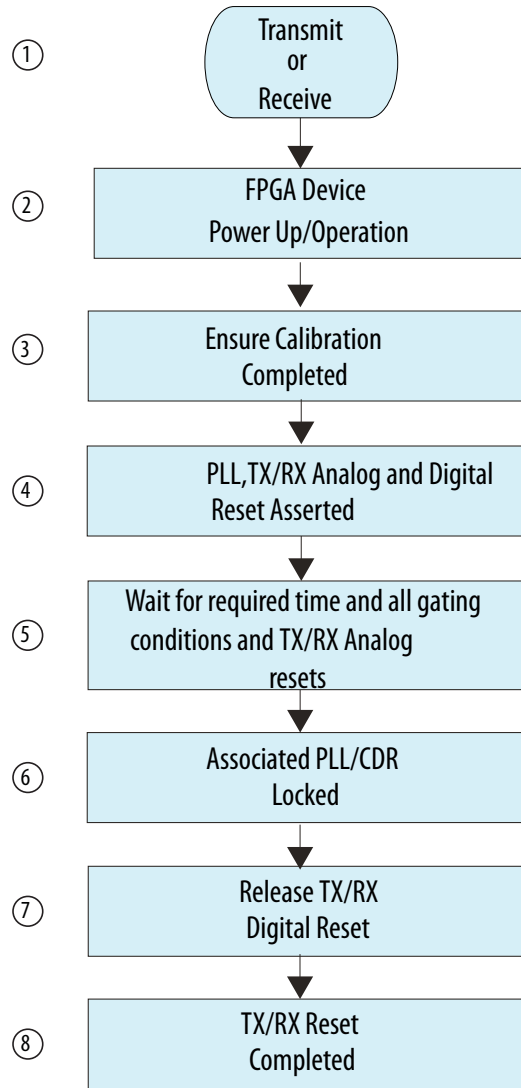 ①
Transmit
or
Receive
②
FPGA Device
Power Up/Operation
③
Ensure Calibration
Completed
④
PLL,TX/RX Analog and Digital
Reset Asserted
⑤
Wait for required time and all gating
conditions and TX/RX Analog
resets
⑥
Associated PLL/CDR
Locked
⑦
Release TX/RX
Digital Reset
⑧
TX/RX Reset
Completed